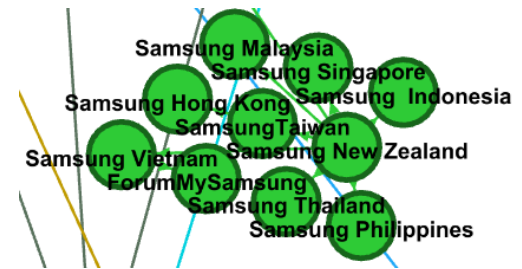 Samsung Malaysia
Samsung Singapore
Samsung  Indonesia
Samsung Hong Kong
SamsungTaiwan
Samsung New Zealand
Samsung Vietnam
ForumMySamsung
Samsung Thailand
Samsung Philippines